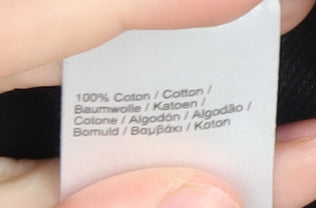 100% Coton / Cotton /
Baumwolle / Katoen /
Cotone / Algodón / Algodão /
Bomuld / Βαμβάκι / Koton